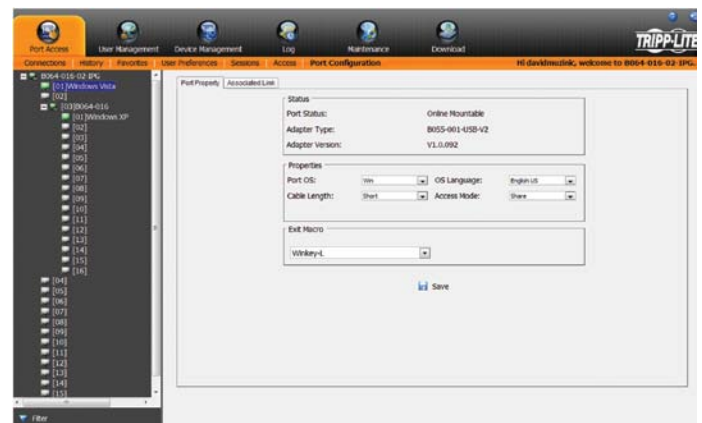 Port Access User Management Device Management Log Maintenance Download
TRIPP·LITE
Connections History Favorites User Preferences Sessions Access Port Configuration Hi davidmuzinic, welcome to B064-016-02-IPG.
B064-016-02-IPG
[01]Windows Vista
[02]
[03]B064-016
[01]Windows XP
[02]
[03]
[04]
[05]
[06]
[07]
[08]
[09]
[10]
[11]
[12]
[13]
[14]
[15]
[16]
[04]
[05]
[06]
[07]
[08]
[09]
[10]
[11]
[12]
[13]
[14]
[15]
Filter
Port Property Associated Link
Status
Port Status: Online Mountable
Adapter Type: B055-001-USB-V2
Adapter Version: V1.0.092
Properties
Port OS: Win OS Language: English US
Cable Length: Short Access Mode: Share
Exit Macro
Winkey-L
Save